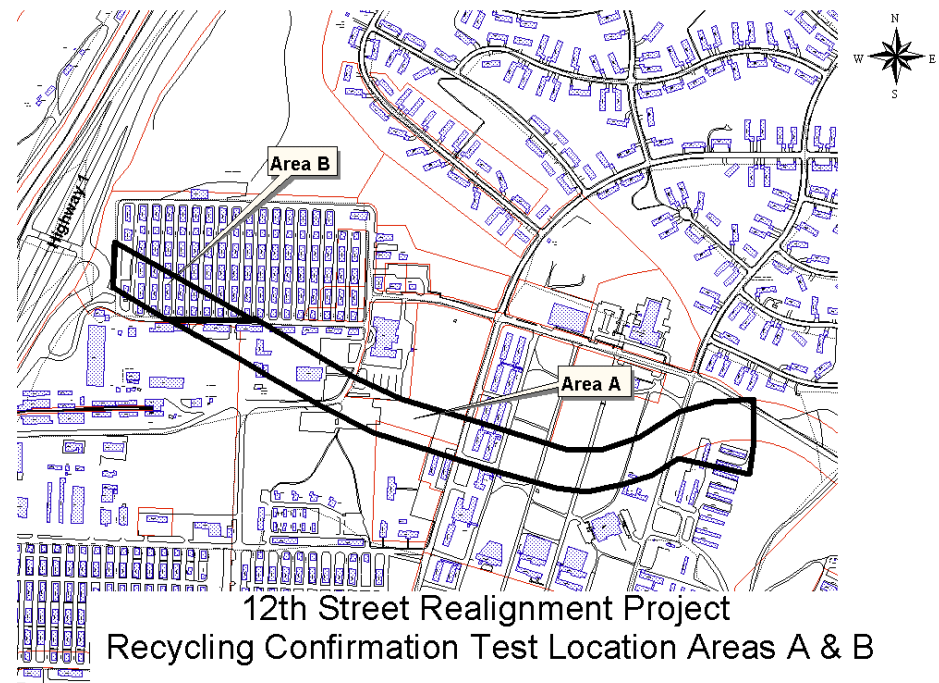 N
W E
S
Area B
Highway 1
Area A
12th Street Realignment Project
Recycling Confirmation Test Location Areas A & B